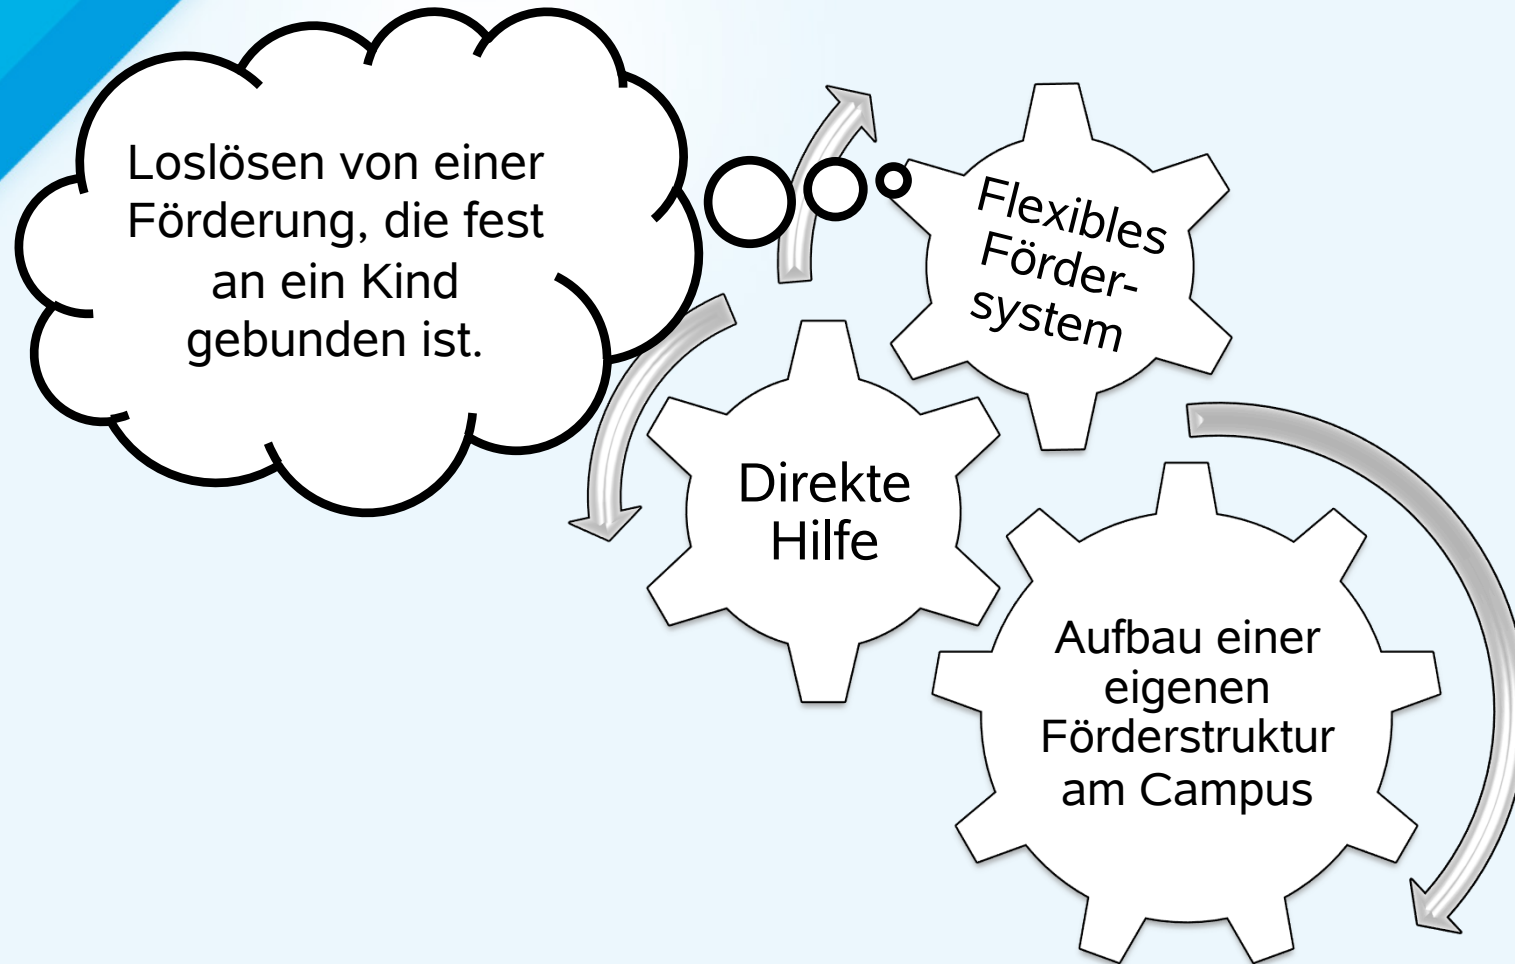 Loslösen von einer
Förderung, die fest
an ein Kind
gebunden ist.
Flexibles
Förder-
system
Direkte
Hilfe
Aufbau einer
eigenen
Förderstruktur
am Campus